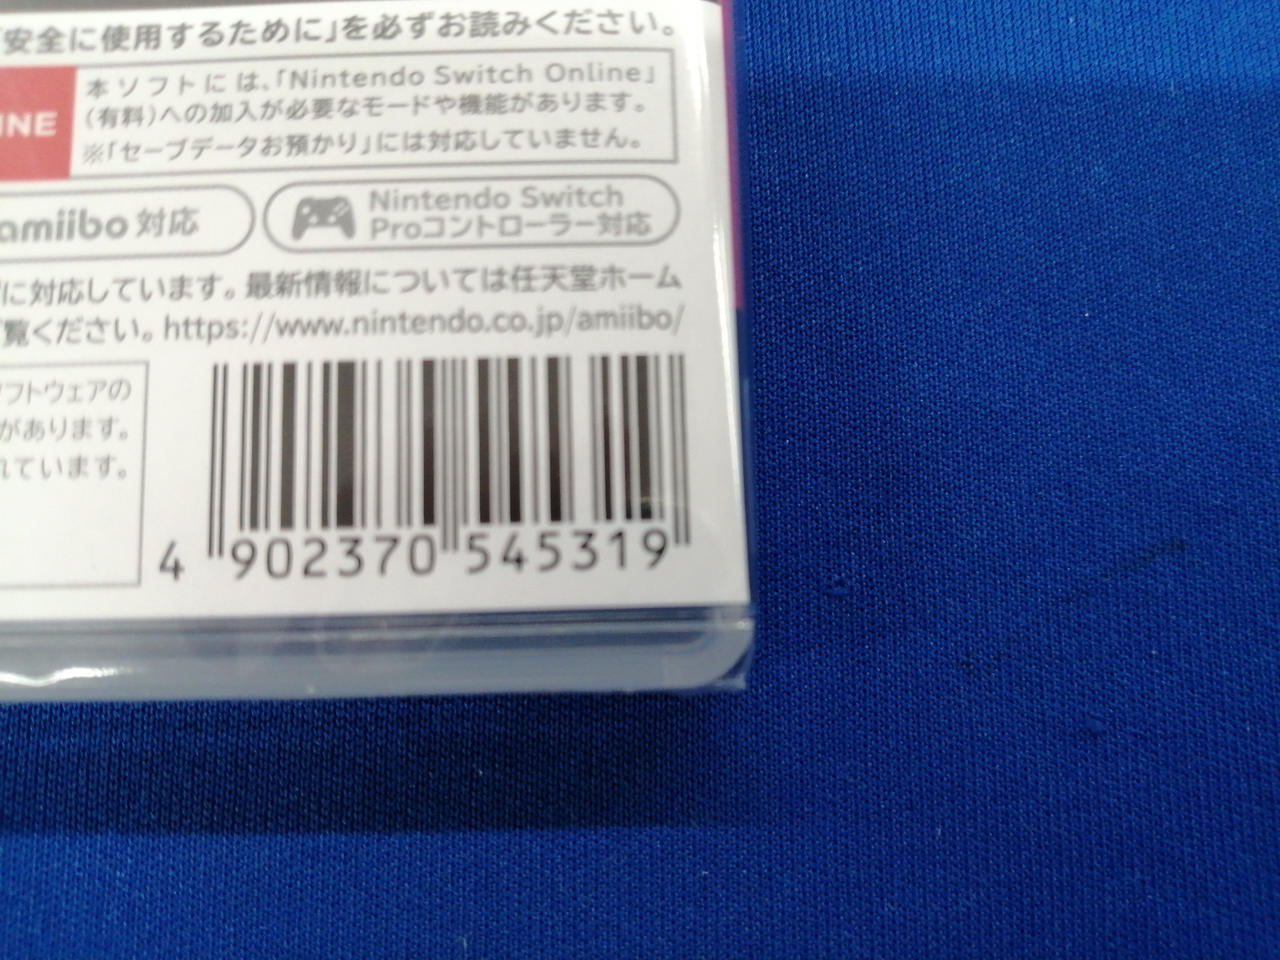 「安全に使用するために」を必ずお読みください。
本ソフトには、「Nintendo Switch Online」
(有料)への加入が必要なモードや機能があります。
※「セーブデータお預かり」には対応していません。
INE
amiibo 対応
Nintendo Switch
Proコントローラー対応
に対応しています。最新情報については任天堂ホーム
ご覧ください。https://www.nintendo.co.jp/amiibo/
ソフトウェアの
があります。
れています。
4 902370 545319